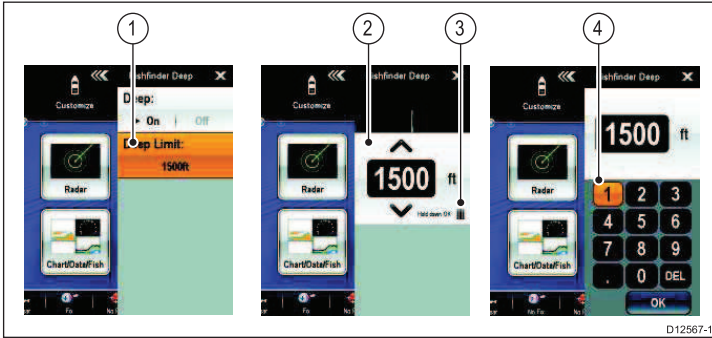 1
2
3
4
Customize
ishfinder Deep X
Deep:
On Off
Deep Limit:
1500ft
Radar
Chart/Data/Fish
Customize
ishfinder Deep
1500 ft
Hold down OK
Radar
Chart/Data/Fish
Customize
ishfinder Deep X
1500 ft
1 2 3
4 5 6
7 8 9
. 0 DEL
OK
Radar
Chart/Data/Fish
D12567-1